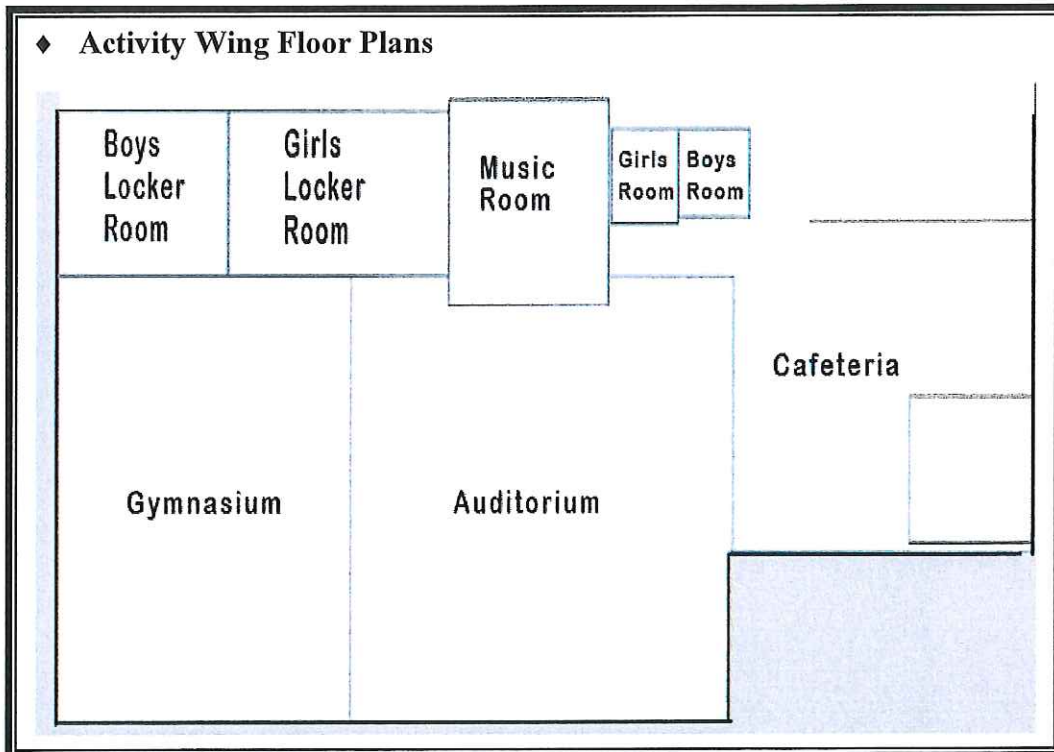 ♦ Activity Wing Floor Plans
Boys
Locker
Room
Girls
Locker
Room
Music
Room
Girls
Room
Boys
Room
Cafeteria
Gymnasium
Auditorium